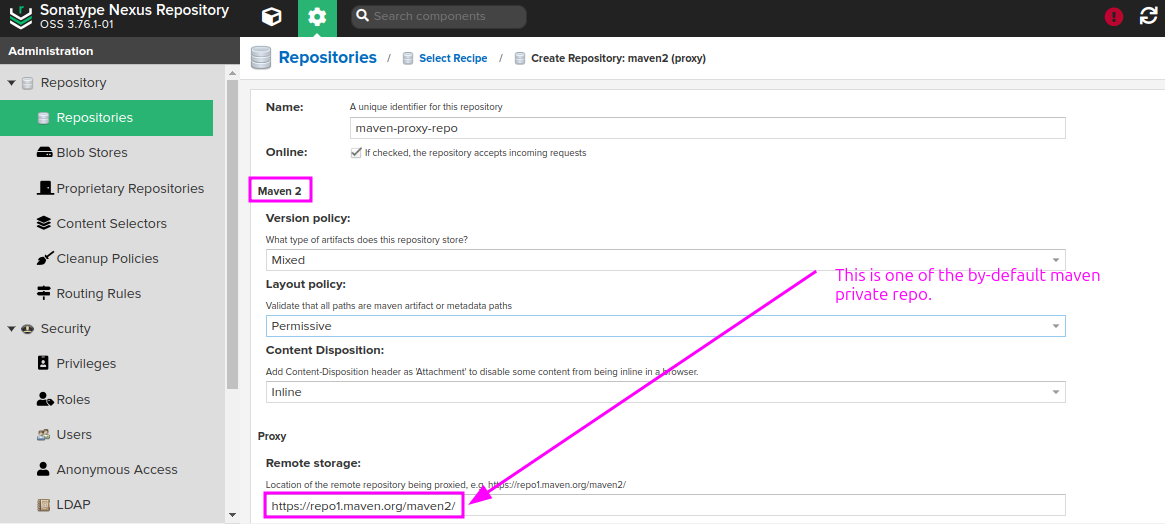 Sonatype Nexus Repository
OSS 3.76.1-01
Search components
Administration
Repository
Repositories
Blob Stores
Proprietary Repositories
Content Selectors
Cleanup Policies
Routing Rules
Security
Privileges
Roles
Users
Anonymous Access
LDAP
Repositories / Select Recipe / Create Repository: maven2 (proxy)
Name:
A unique identifier for this repository
maven-proxy-repo
Online:
If checked, the repository accepts incoming requests
Maven 2
Version policy:
What type of artifacts does this repository store?
Mixed
This is one of the by-default maven
private repo.
Layout policy:
Validate that all paths are maven artifact or metadata paths
Permissive
Content Disposition:
Add Content-Disposition header as 'Attachment' to disable some content from being inline in a browser.
Inline
Proxy
Remote storage:
Location of the remote repository being proxied, e.g. https://repo1.maven.org/maven2/
https://repo1.maven.org/maven2/